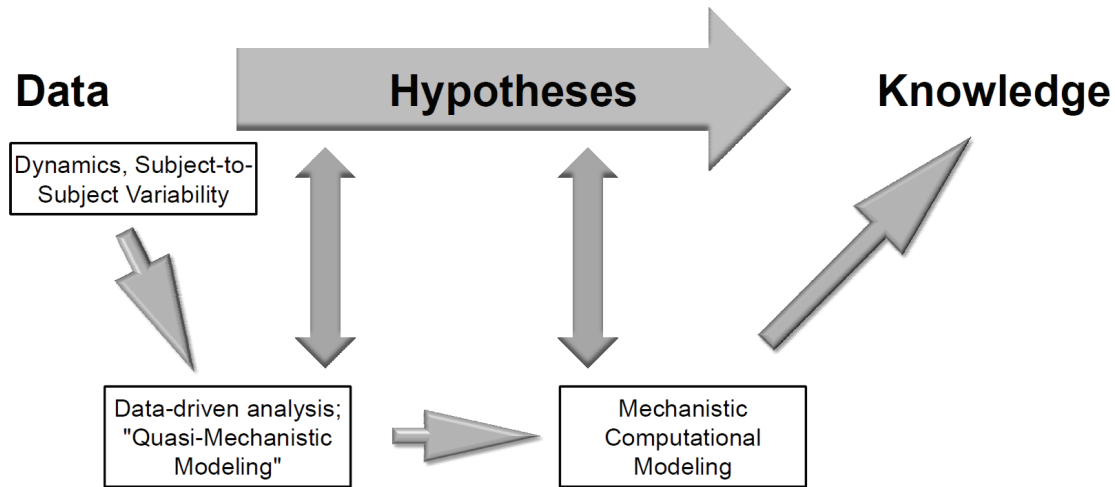 Data
Hypotheses
Knowledge
Dynamics, Subject-to-
Subject Variability
Data-driven analysis;
"Quasi-Mechanistic
Modeling"
Mechanistic
Computational
Modeling